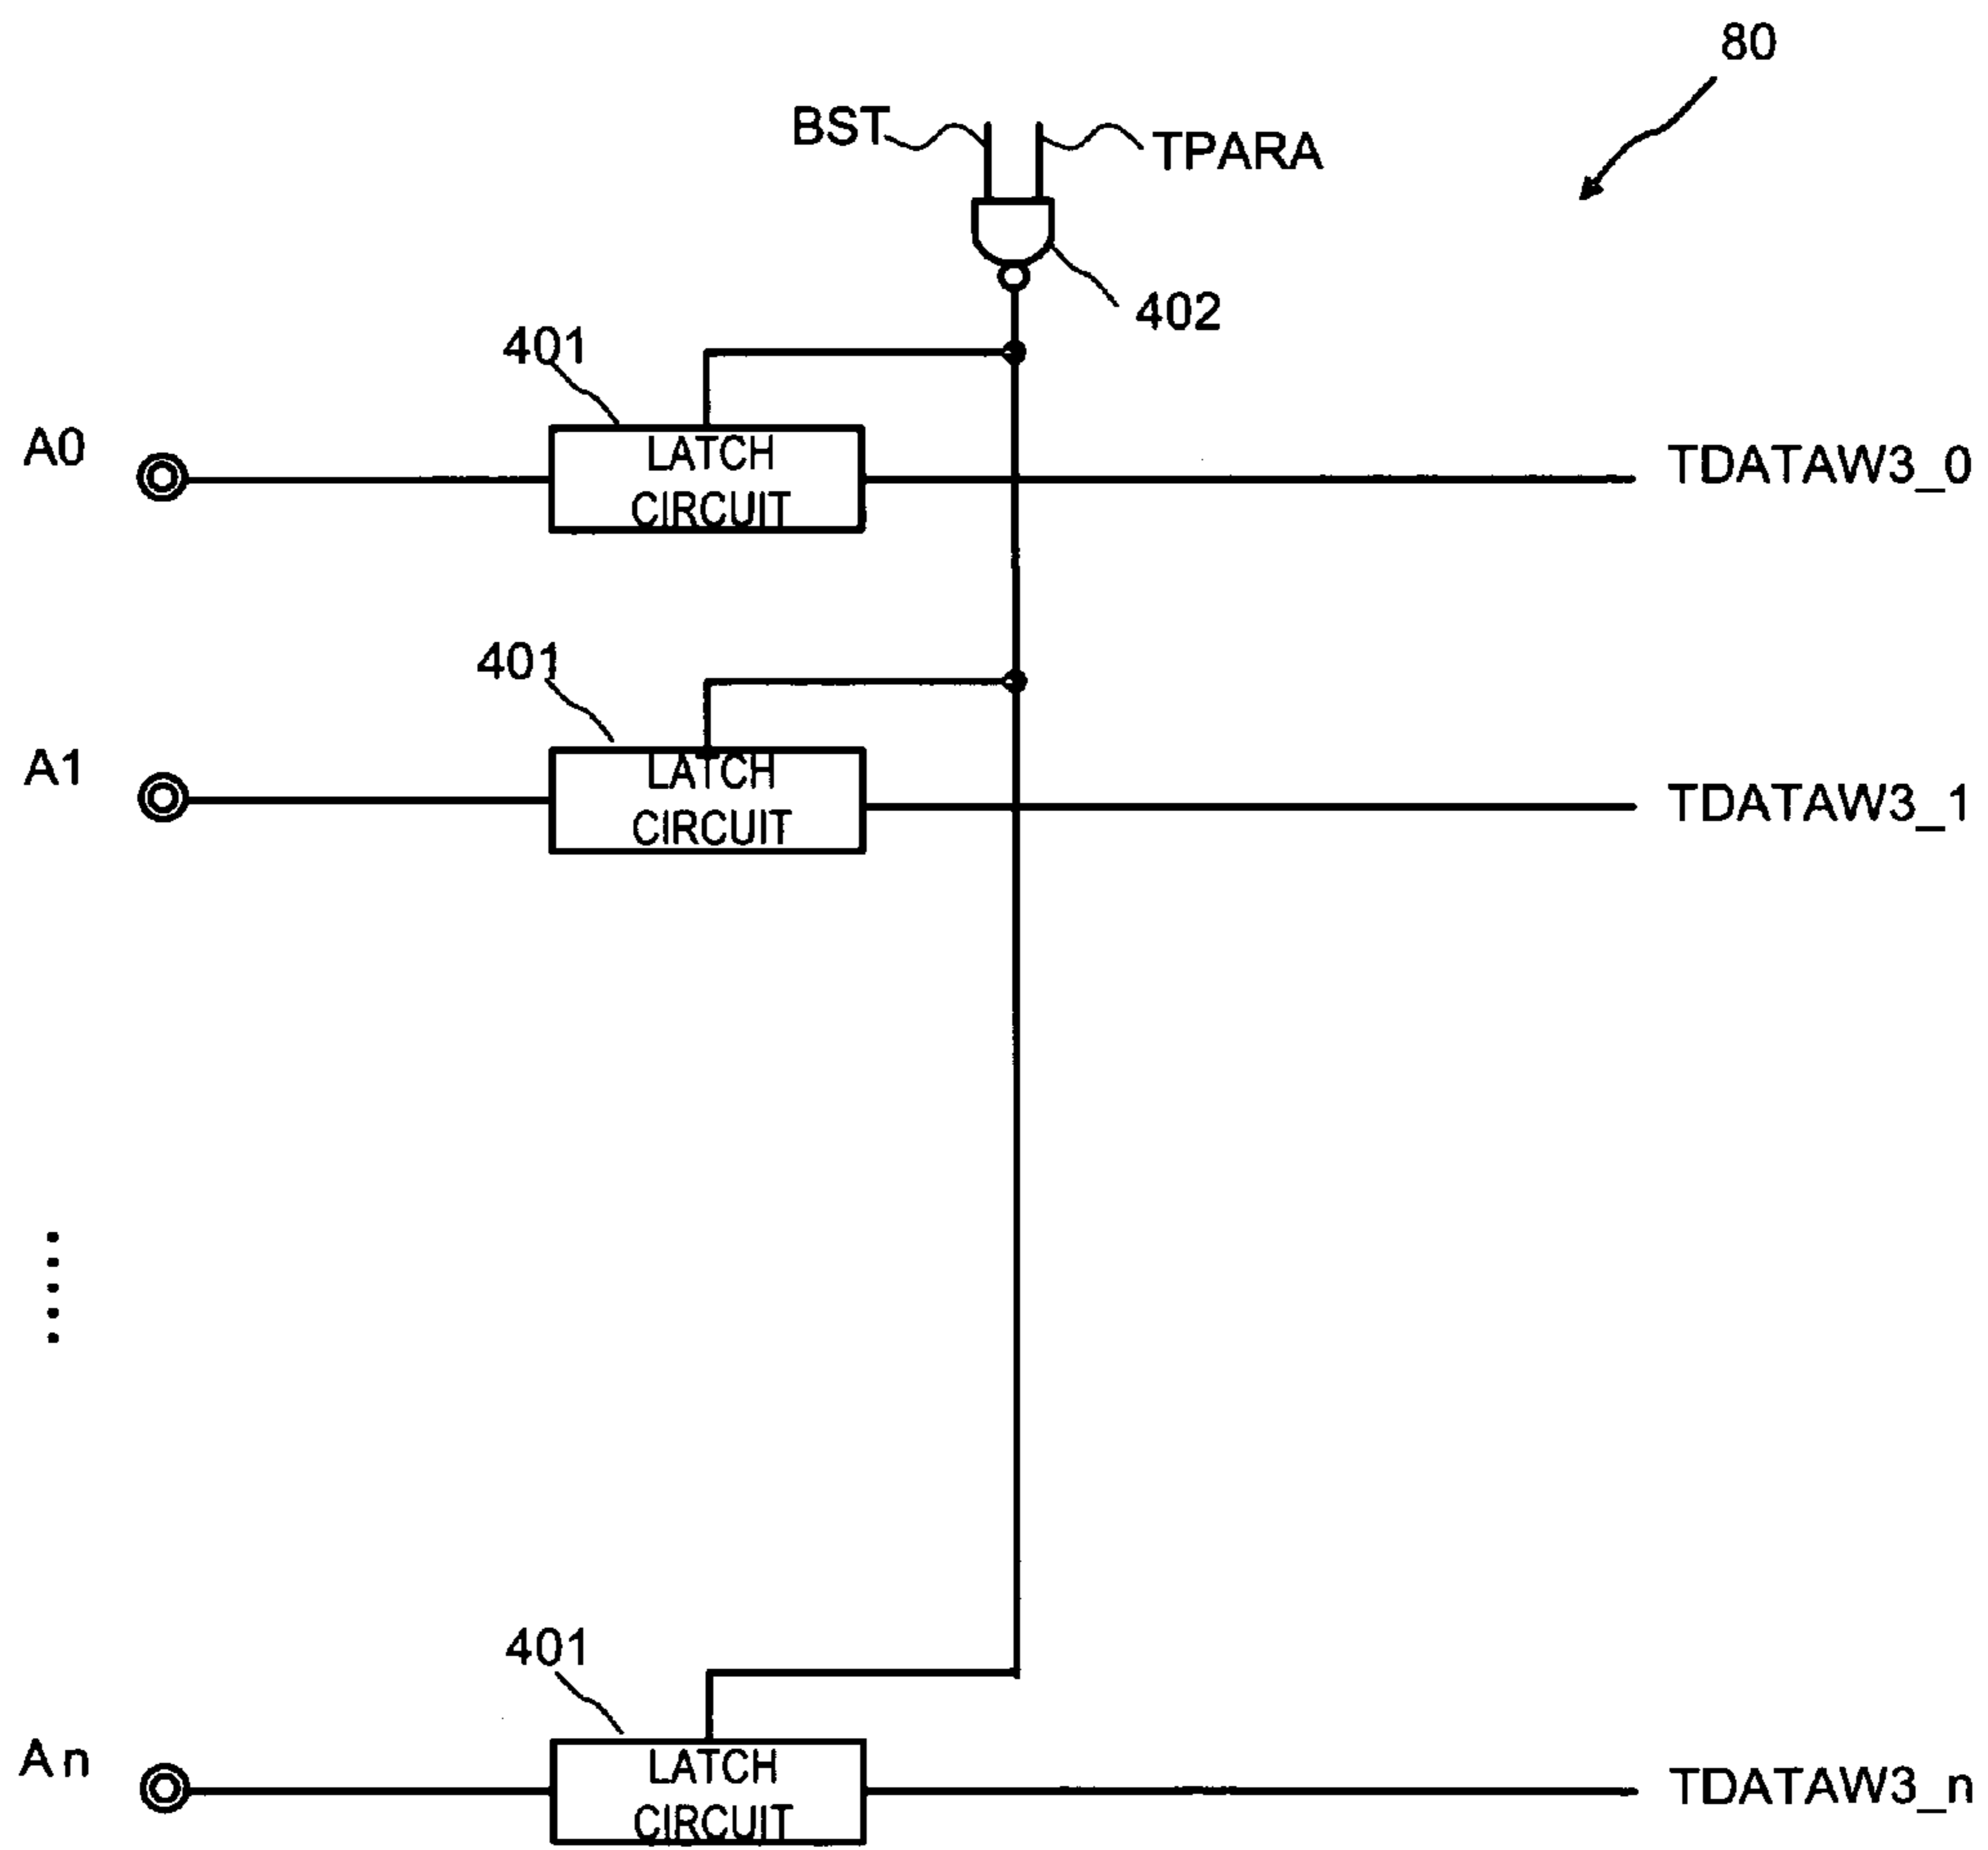 80
BST
TPARA
402
401
A0
LATCH
CIRCUIT
TDATAW3_0
401
A1
LATCH
CIRCUIT
TDATAW3_1
401
An
LATCH
CIRCUIT
TDATAW3_n